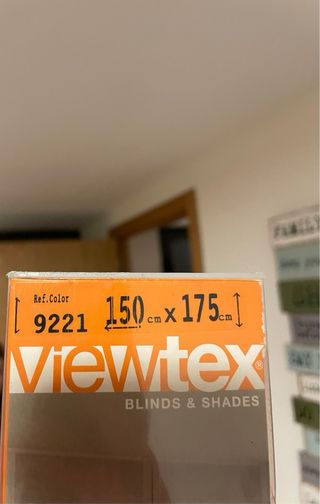 Ref.Color
9221 150 cm x 175 cm
viewtex®
BLINDS & SHADES
FAMILY